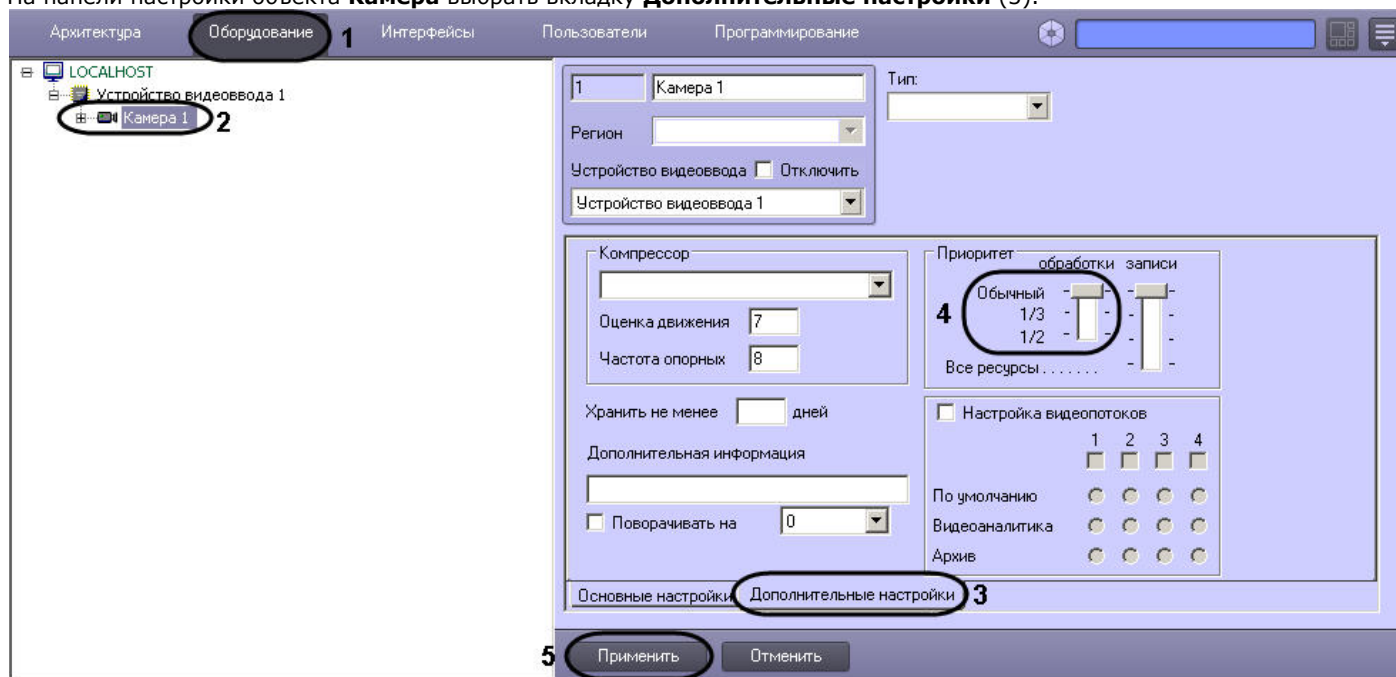 На панели настройки объекта Камера выбрать вкладку Дополнительные настройки (3).
Архитектура Оборудование 1 Интерфейсы Пользователи Программирование
LOCALHOST
Устройство видеоввода 1
Камера 1 2
1 Камера 1 Тип:
Регион
Устройство видеоввода Отключить
Устройство видеоввода 1
Компрессор
Оценка движения 7
Частота опорных 8
Хранить не менее дней
Дополнительная информация
Поворачивать на 0
Приоритет обработки записи
Обычный
4 1/3
1/2
Все ресурсы . . . . . . .
Настройка видеопотоков
1 2 3 4
По умолчанию
Видеоаналитика
Архив
Основные настройки Дополнительные настройки 3
5 Применить Отменить